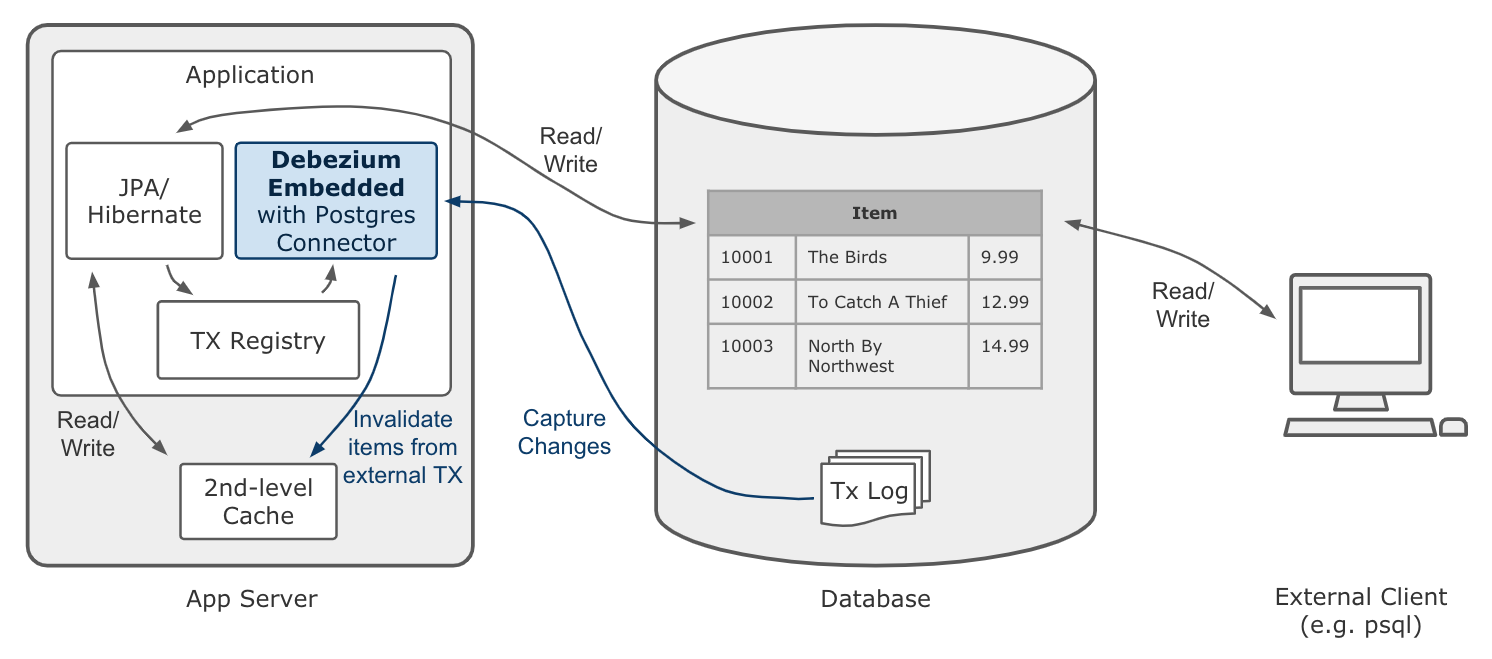 Application
JPA/
Hibernate
Debezium
Embedded
with Postgres
Connector
TX Registry
Read/
Write
Invalidate
items from
external TX
2nd-level
Cache
App Server
Read/
Write
Capture
Changes
Item
10001 The Birds 9.99
10002 To Catch A Thief 12.99
10003 North By 14.99
Northwest
Tx Log
Database
Read/
Write
External Client
(e.g. psql)